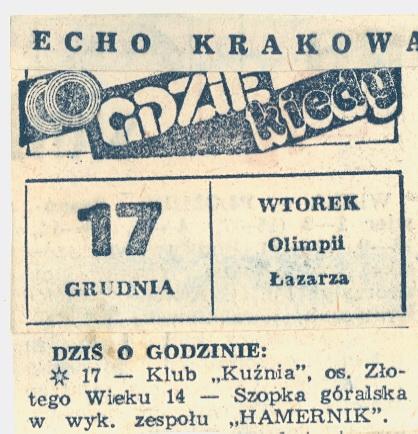 ECHO KRAKOWA
GDZIE
kiedy
17
GRUDNIA
WTOREK
Olimpii
Łazarza
DZIŚ O GODZINIE:
17 — Klub „Kuźnia”, os. Zło-
tego Wieku 14 — Szopka góralska
w wyk. zespołu „HAMERNIK”.